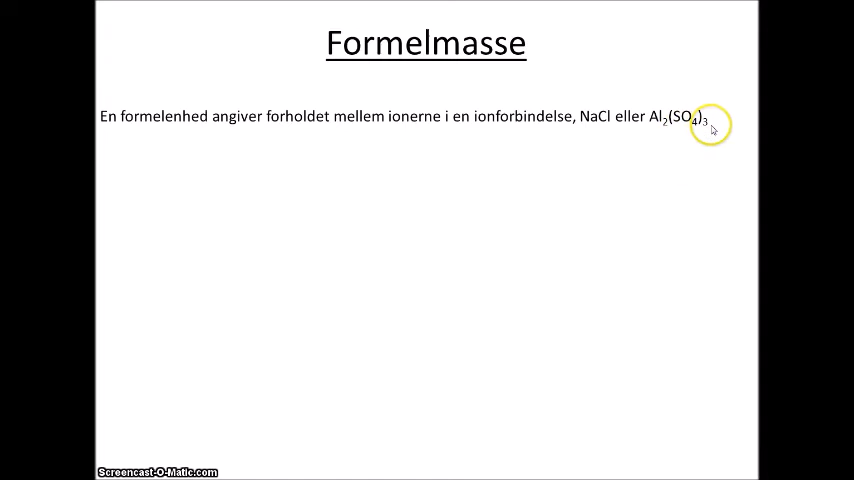 Formelmasse
En formelenhed angiver forholdet mellem ionerne i en ionforbindelse, NaCl eller Al₂(SO₄)₃
Screencast-O-Matic.com